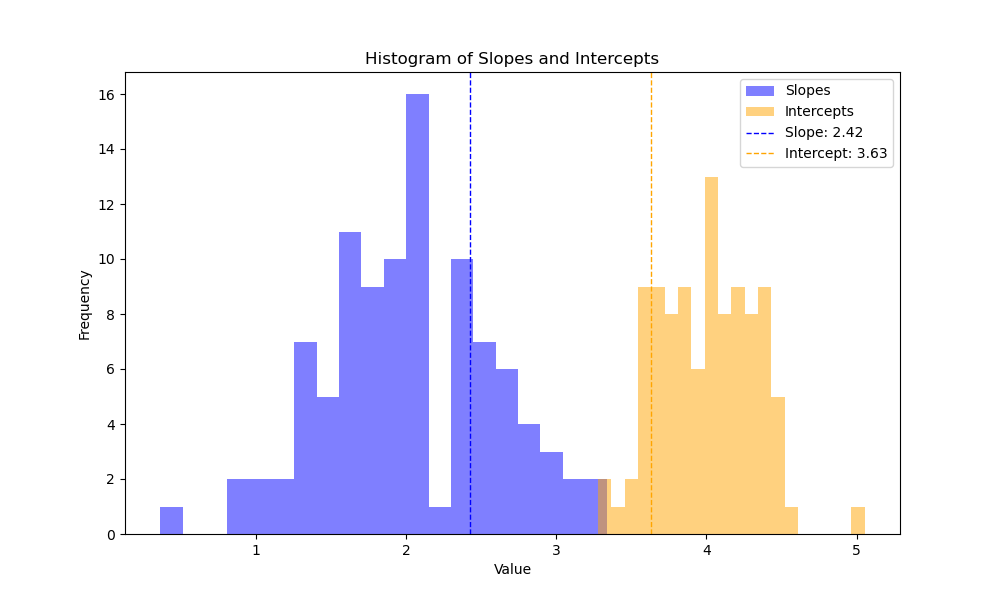 Histogram of Slopes and Intercepts
Slopes
Intercepts
Slope: 2.42
Intercept: 3.63
Frequency
16
14
12
10
8
6
4
2
0
1 2 3 4 5
Value